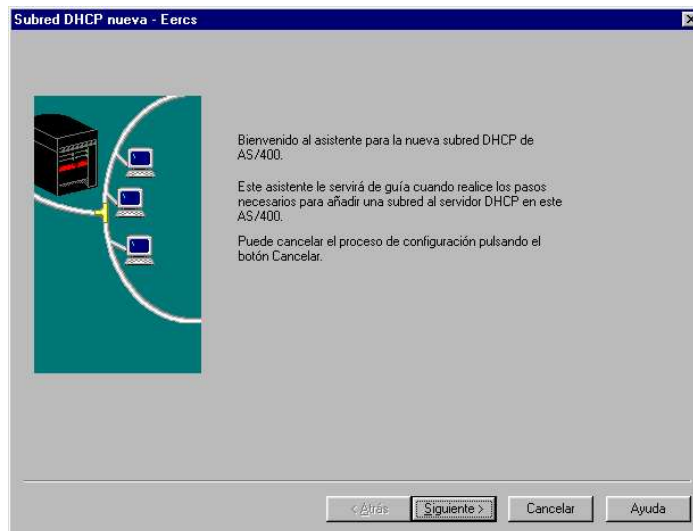 Subred DHCP nueva - Eercs
Bienvenido al asistente para la nueva subred DHCP de
AS/400.
Este asistente le servirá de guía cuando realice los pasos
necesarios para añadir una subred al servidor DHCP en este
AS/400.
Puede cancelar el proceso de configuración pulsando el
botón Cancelar.
< Atrás
Siguiente >
Cancelar
Ayuda